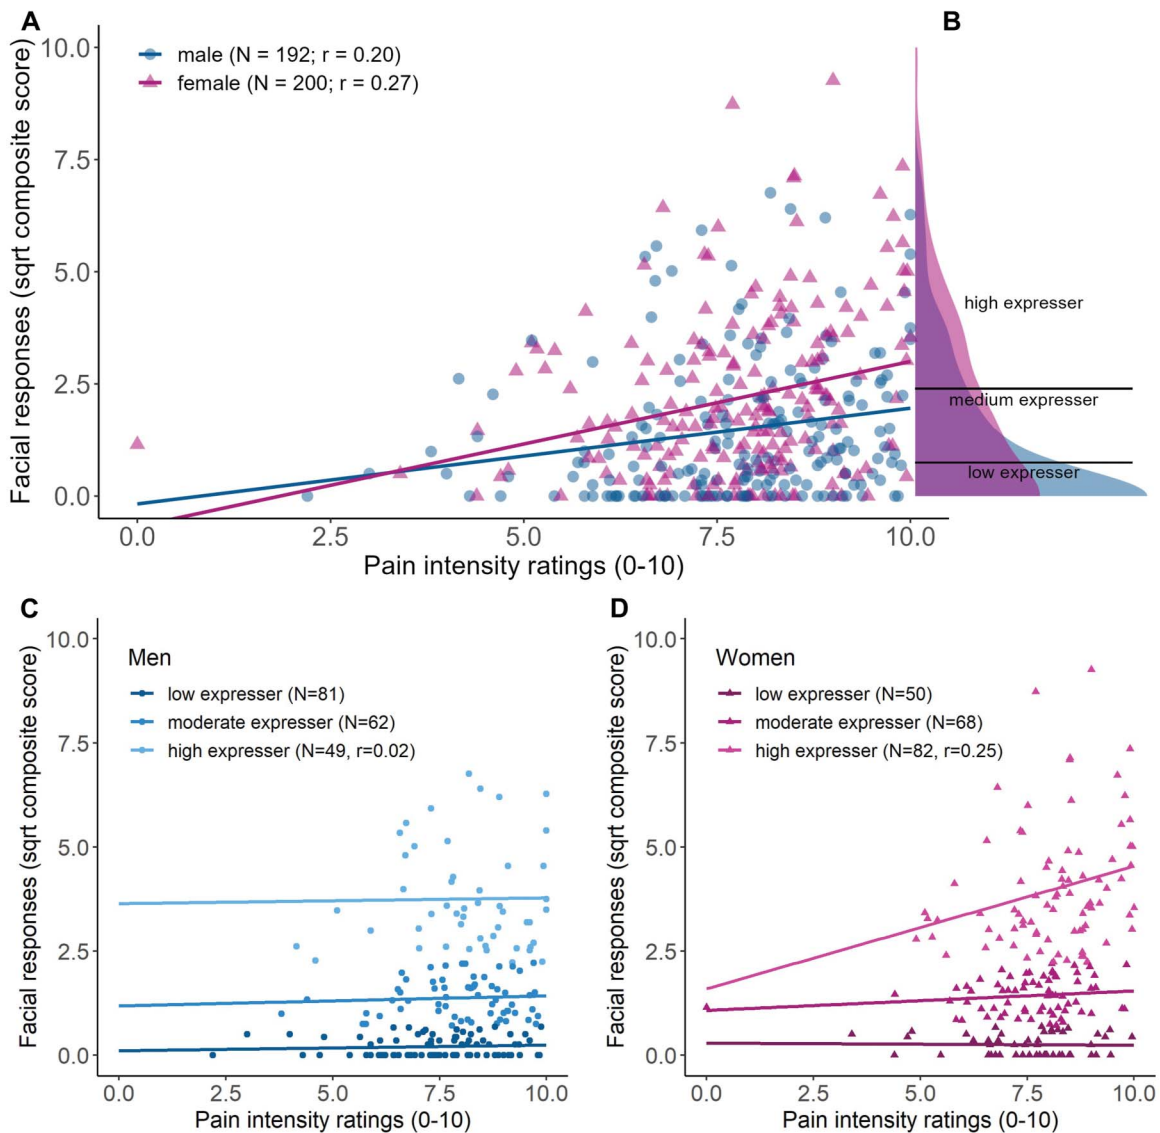 A
B
Facial responses (sqrt composite score)
10.0
7.5
5.0
2.5
0.0
male (N = 192; r = 0.20)
female (N = 200; r = 0.27)
high expresser
medium expresser
low expresser
0.0 2.5 5.0 7.5 10.0
Pain intensity ratings (0-10)
C
Facial responses (sqrt composite score)
10.0
7.5
5.0
2.5
0.0
Men
low expresser (N=81)
moderate expresser (N=62)
high expresser (N=49, r=0.02)
0.0 2.5 5.0 7.5 10.0
Pain intensity ratings (0-10)
D
Facial responses (sqrt composite score)
10.0
7.5
5.0
2.5
0.0
Women
low expresser (N=50)
moderate expresser (N=68)
high expresser (N=82, r=0.25)
0.0 2.5 5.0 7.5 10.0
Pain intensity ratings (0-10)